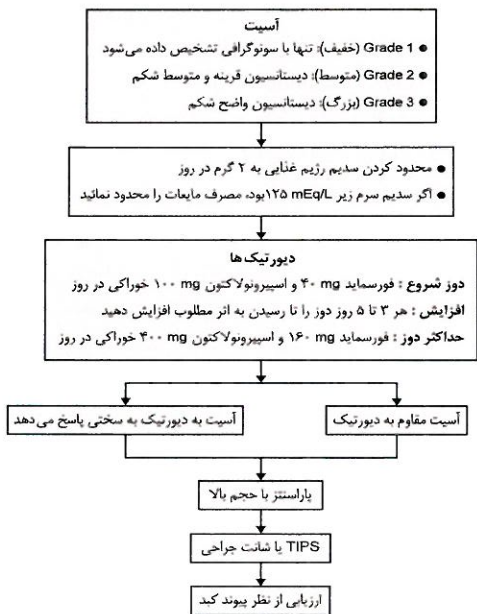 آسیت
● Grade 1 (خفیف): تنها با سونوگرافی تشخیص داده می‌شود
● Grade 2 (متوسط): دیستانسیون قرینه و متوسط شکم
● Grade 3 (بزرگ): دیستانسیون واضح شکم
● محدود کردن سدیم رژیم غذایی به ۲ گرم در روز
● اگر سدیم سرم زیر ۱۲۵ mEq/L بود، مصرف مایعات را محدود نمائید
دیورتیک‌ها
دوز شروع : فورسماید ۴۰ mg و اسپیرونولاکتون ۱۰۰ mg خوراکی در روز
افزایش : هر ۳ تا ۵ روز دوز را تا رسیدن به اثر مطلوب افزایش دهید
حداکثر دوز : فورسماید ۱۶۰ mg و اسپیرونولاکتون ۴۰۰ mg خوراکی در روز
آسیت مقاوم به دیورتیک
آسیت به دیورتیک به سختی پاسخ می‌دهد
پاراسنتز با حجم بالا
TIPS یا شانت جراحی
ارزیابی از نظر پیوند کبد